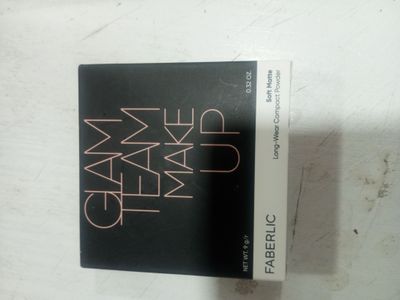 GLAM
TEAM
MAKE
UP
NET WT. 9 g/г
0.32 OZ.
FABERLIC
Soft Matte
Long-Wear Compact Powder